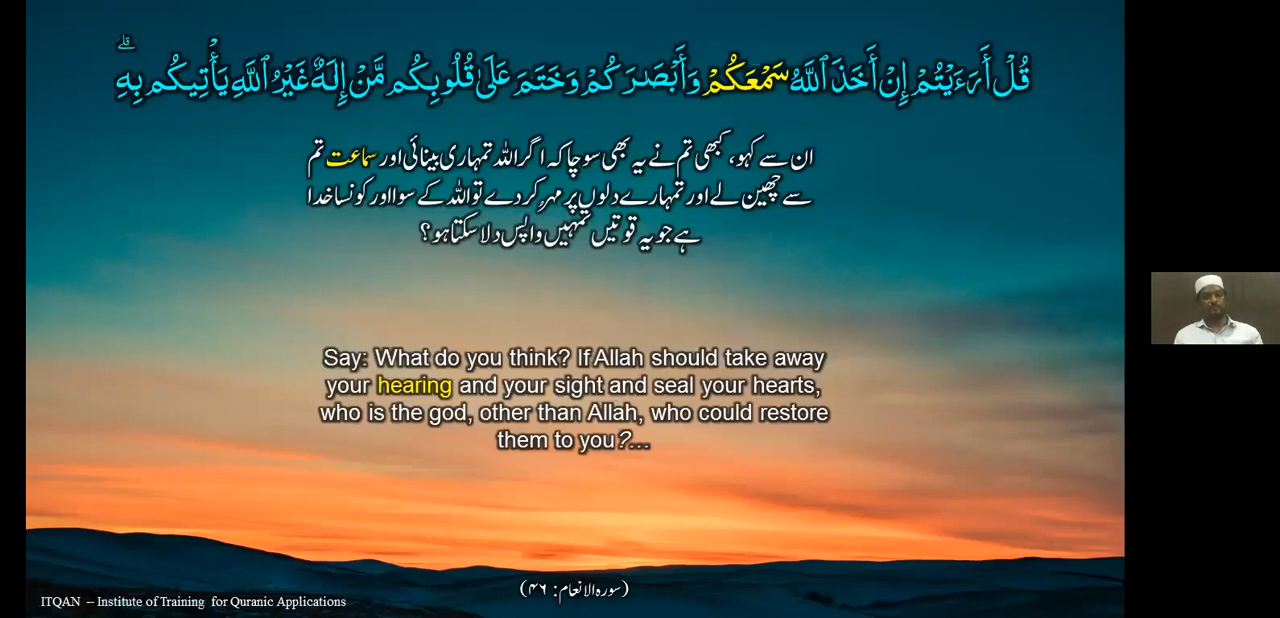 قُلْ أَرَءَيْتُمْ إِنْ أَخَذَ ٱللَّهُ سَمْعَكُمْ وَأَبْصَـٰرَكُمْ وَخَتَمَ عَلَىٰ قُلُوبِكُم مَّنْ إِلَـٰهٌ غَيْرُ ٱللَّهِ يَأْتِيكُم بِهِ ۗ
ان سے کہو، کبھی تم نے یہ بھی سوچا کہ اگر اللہ تمہاری بینائی اور سماعت تم
سے چھین لے اور تمہارے دلوں پر مہر کردے تو اللہ کے سوا اور کونسا خدا
ہے جو یہ قوتیں تمہیں واپس دلا سکتا ہو؟
Say: What do you think? If Allah should take away
your hearing and your sight and seal your hearts,
who is the god, other than Allah, who could restore
them to you?...
(سورہ الانعام: ۴۶)
ITQAN – Institute of Training for Quranic Applications